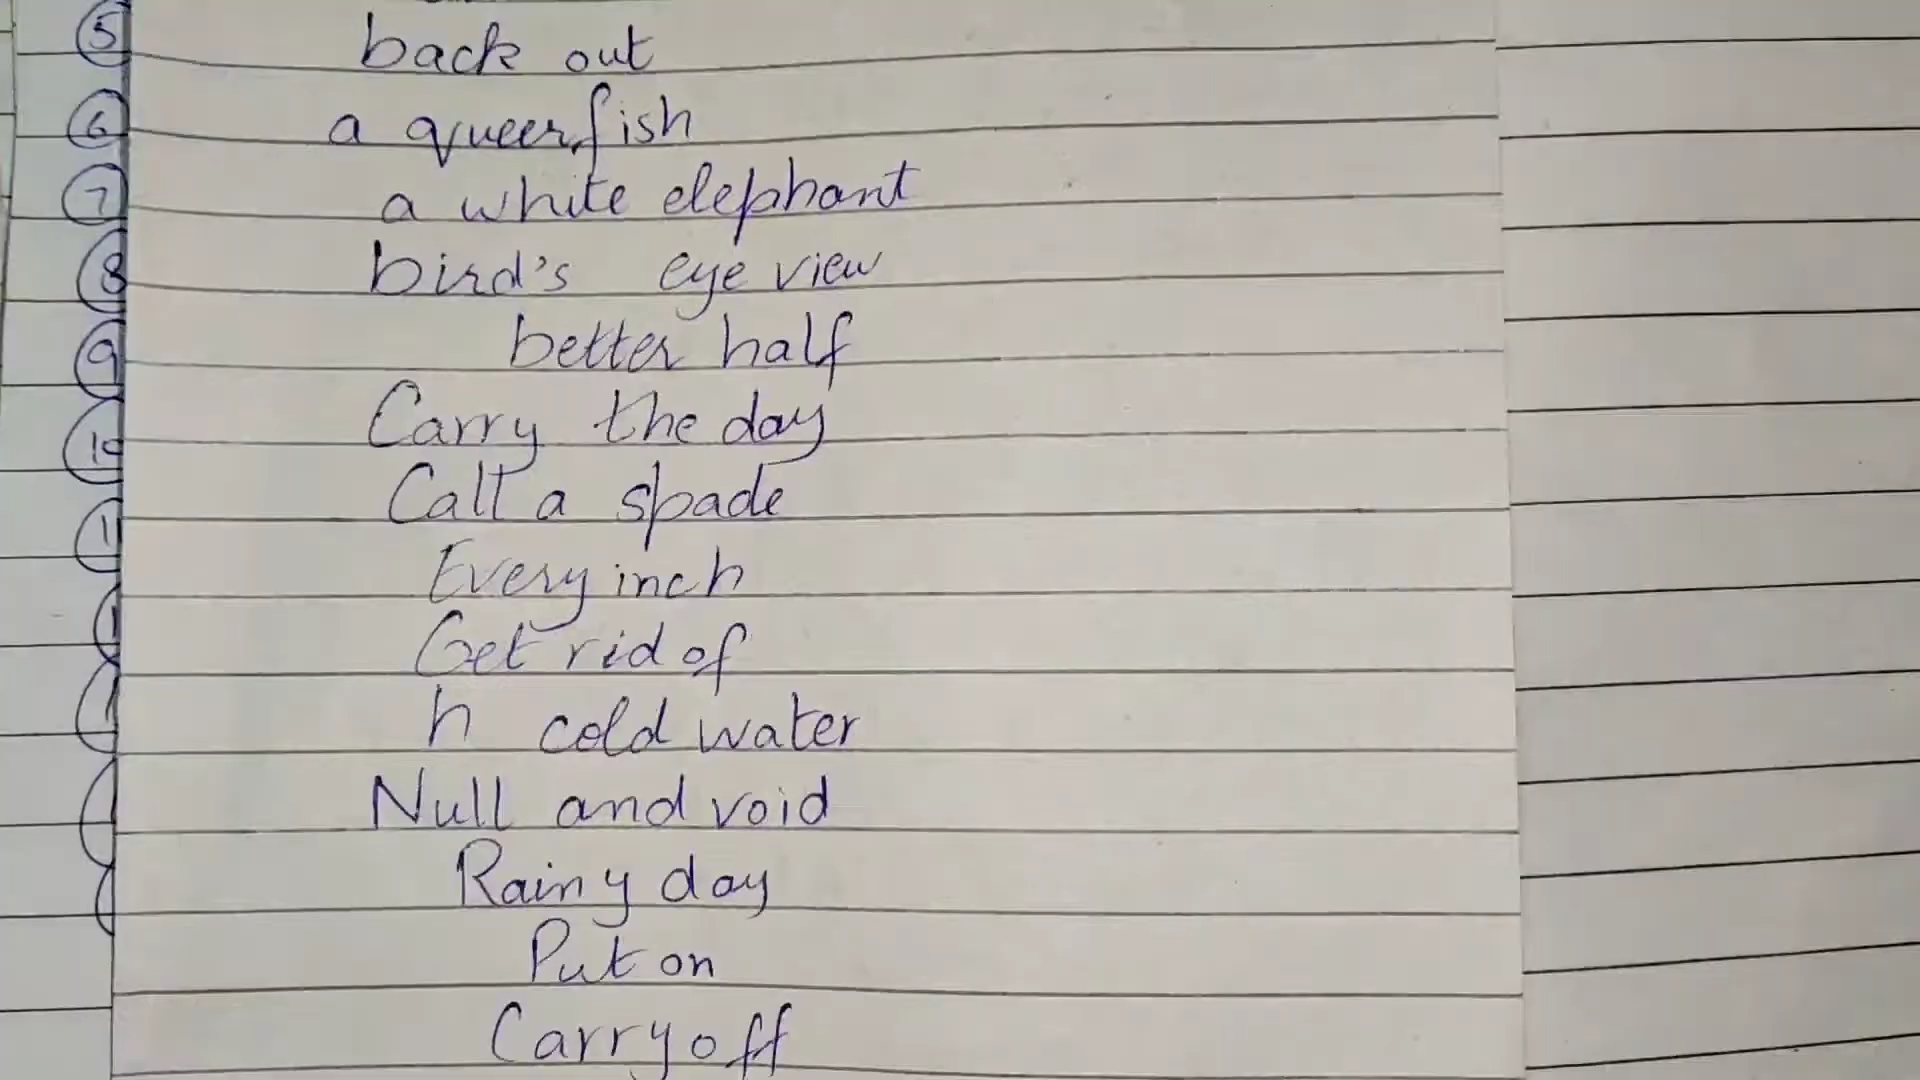 5 back out
6 a queer fish
7 a white elephant
8 bird's eye view
9 better half
10 Carry the day
11 Call a spade
Every inch
Get rid of
h cold water
Null and void
Rainy day
Put on
Carry off